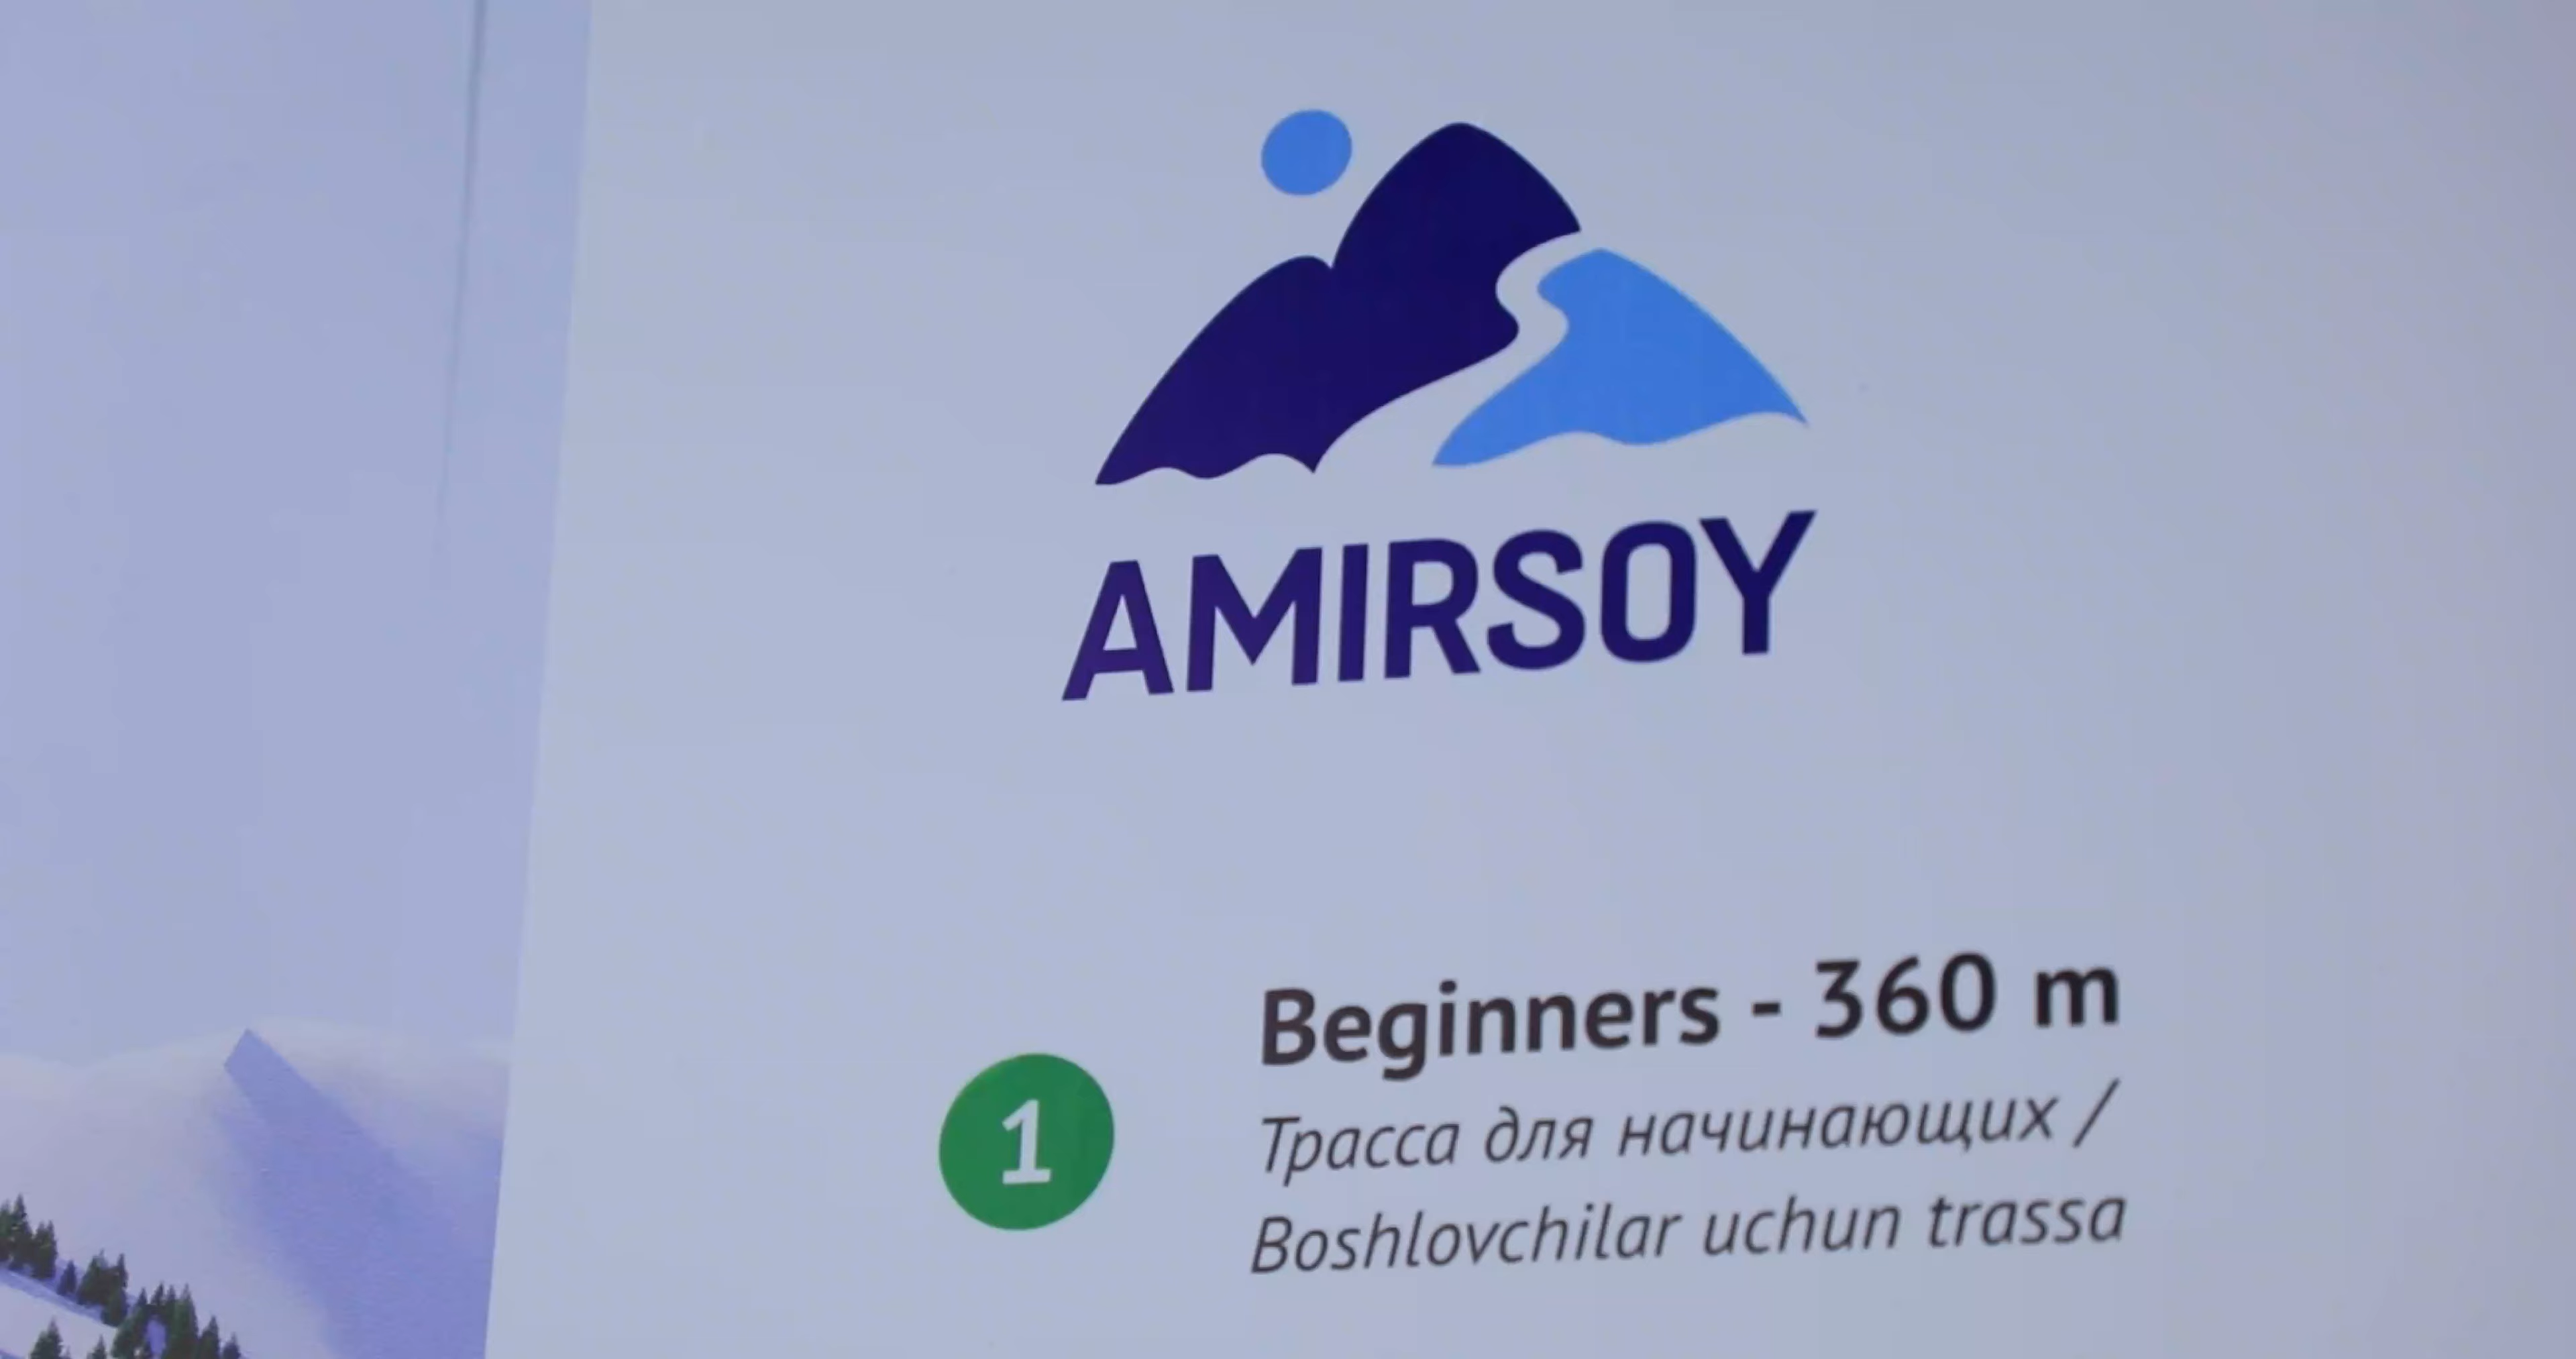 AMIRSOY
1
Beginners - 360 m
Трасса для начинающих /
Boshlovchilar uchun trassa